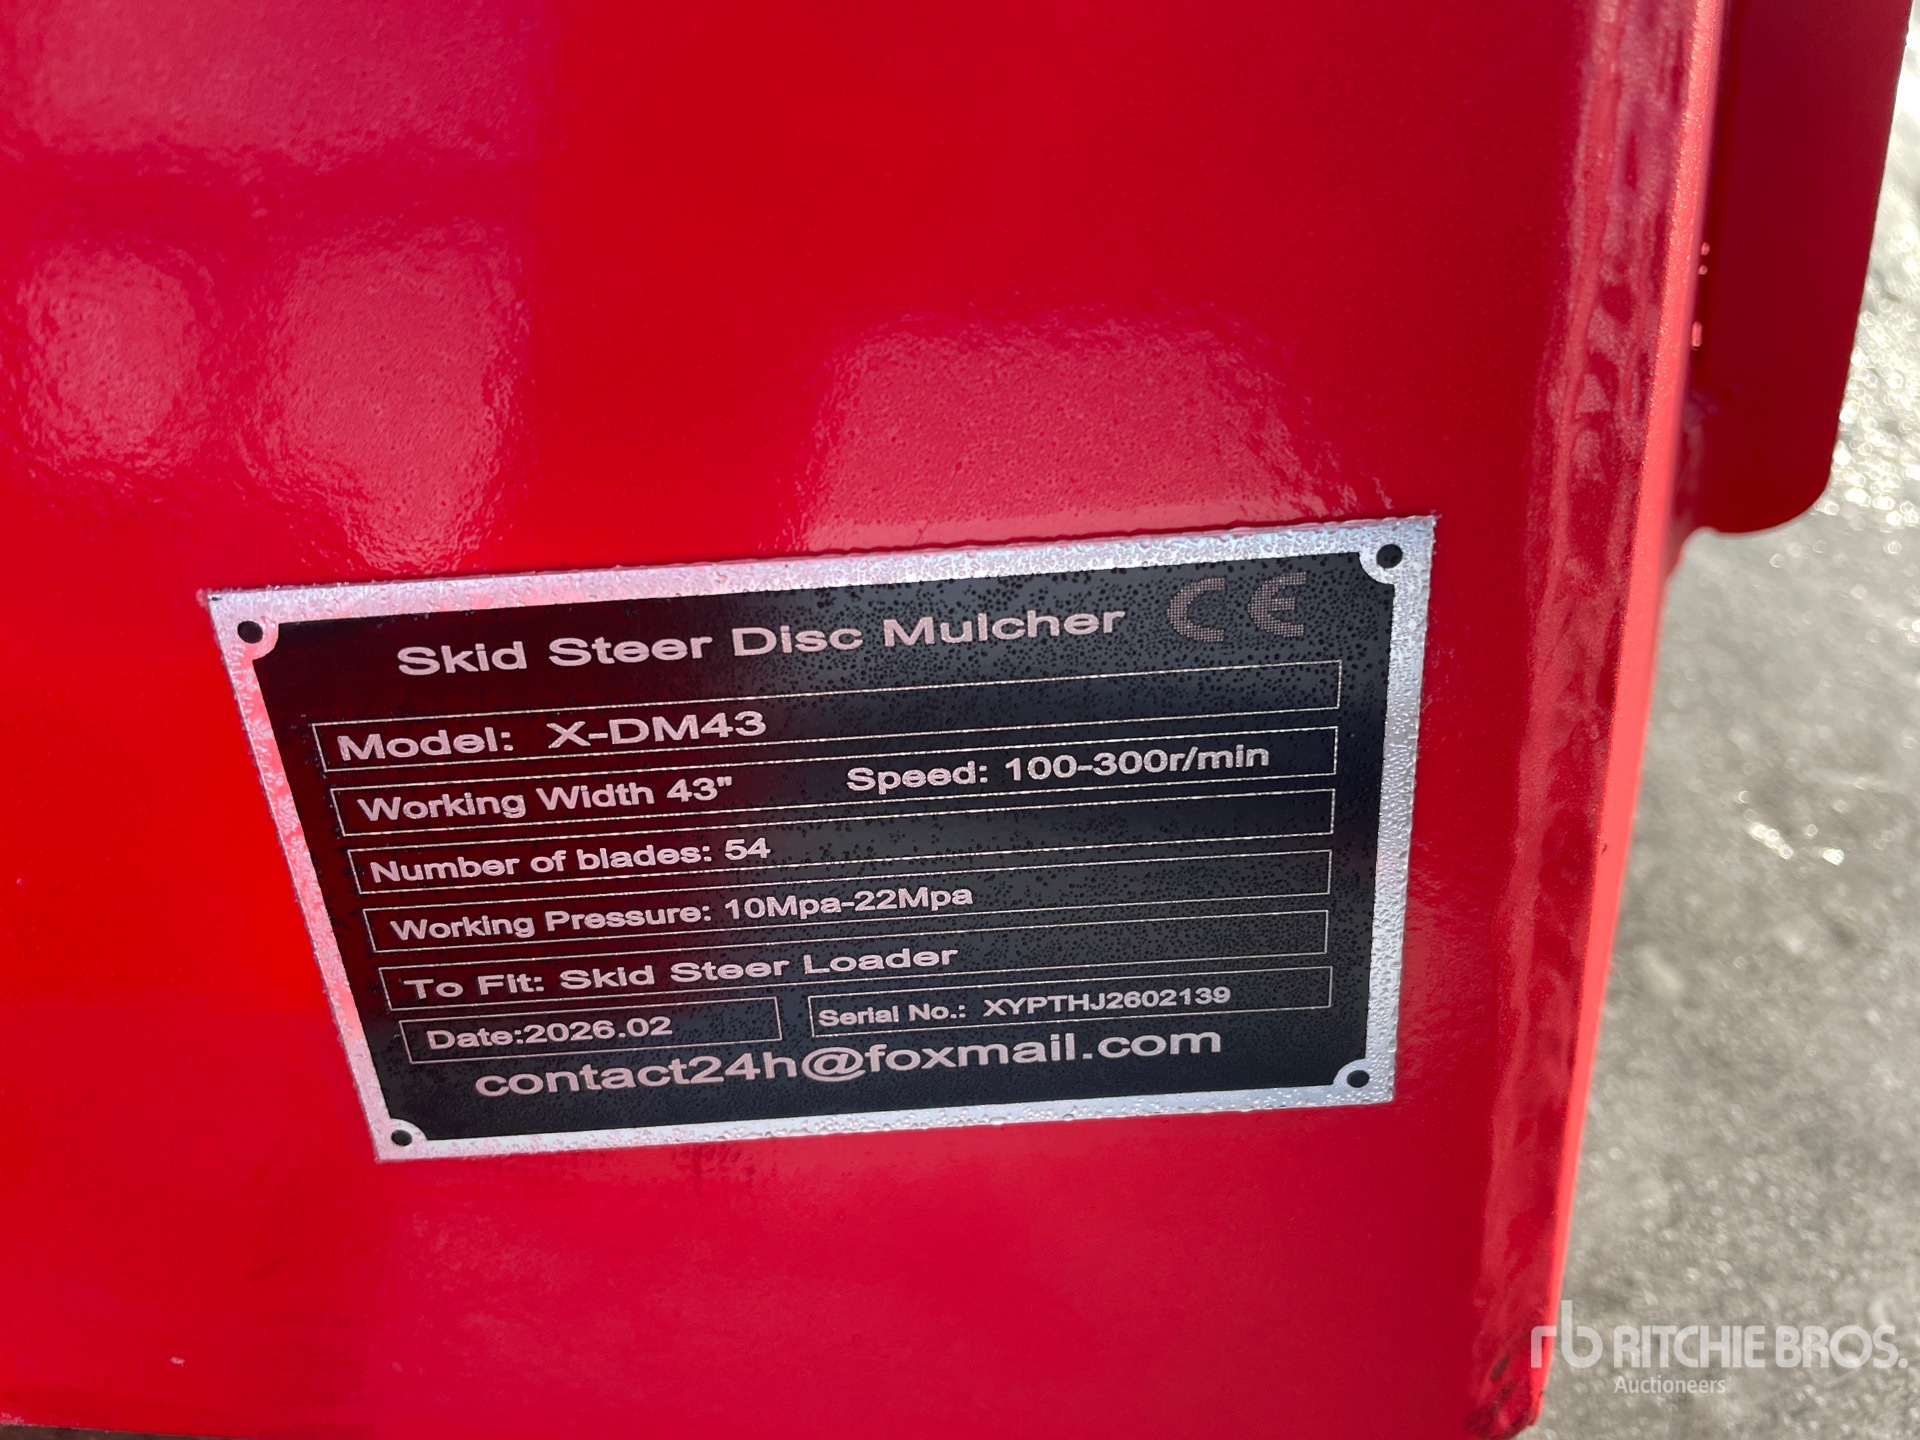 Skid Steer Disc Mulcher CE
Model: X-DM43
Working Width 43" Speed: 100-300r/min
Number of blades: 54
Working Pressure: 10Mpa-22Mpa
To Fit: Skid Steer Loader
Date:2026.02 Serial No.: XYPTHJ2602139
contact24h@foxmail.com
rb RITCHIE BROS.
Auctioneers